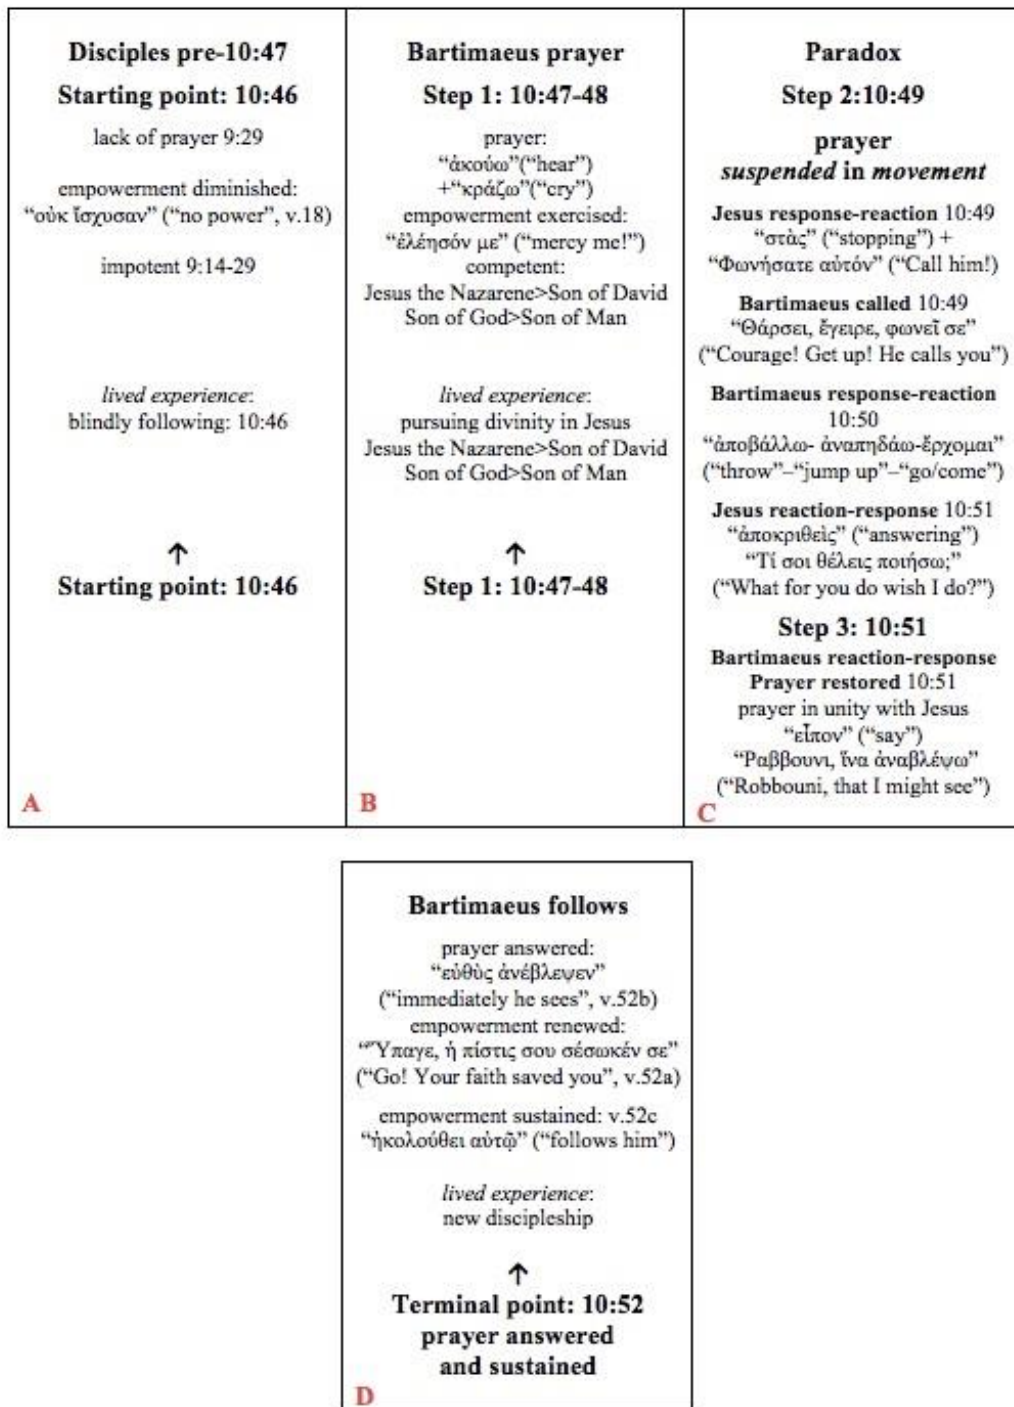 Disciples pre-10:47
Starting point: 10:46
lack of prayer 9:29
empowerment diminished:
“οὐκ ἴσχυσαν” (“no power”, v.18)
impotent 9:14-29
lived experience:
blindly following: 10:46
↑
Starting point: 10:46
A
Bartimaeus prayer
Step 1: 10:47-48
prayer:
“ἀκούω”(“hear”)
+“κράζω”(“cry”)
empowerment exercised:
“ἐλέησόν με” (“mercy me!”)
competent:
Jesus the Nazarene>Son of David
Son of God>Son of Man
lived experience:
pursuing divinity in Jesus
Jesus the Nazarene>Son of David
Son of God>Son of Man
↑
Step 1: 10:47-48
B
Paradox
Step 2:10:49
prayer
suspended in movement
Jesus response-reaction 10:49
“στὰς” (“stopping”) +
“Φωνήσατε αὐτόν” (“Call him!)
Bartimaeus called 10:49
“Θάρσει, ἔγειρε, φωνεῖ σε”
(“Courage! Get up! He calls you”)
Bartimaeus response-reaction
10:50
“ἀποβάλλω- ἀναπηδάω-ἔρχομαι”
(“throw”–“jump up”–“go/come”)
Jesus reaction-response 10:51
“ἀποκριθεὶς” (“answering”)
“Τί σοι θέλεις ποιήσω;”
(“What for you do wish I do?”)
Step 3: 10:51
Bartimaeus reaction-response
Prayer restored 10:51
prayer in unity with Jesus
“εἶπον” (“say”)
“Ραββουνι, ἵνα ἀναβλέψω”
(“Robbouni, that I might see”)
C
Bartimaeus follows
prayer answered:
“εὐθὺς ἀνέβλεψεν”
(“immediately he sees”, v.52b)
empowerment renewed:
“Ὕπαγε, ἡ πίστις σου σέσωκέν σε”
(“Go! Your faith saved you”, v.52a)
empowerment sustained: v.52c
“ἠκολούθει αὐτῷ” (“follows him”)
lived experience:
new discipleship
↑
Terminal point: 10:52
prayer answered
and sustained
D